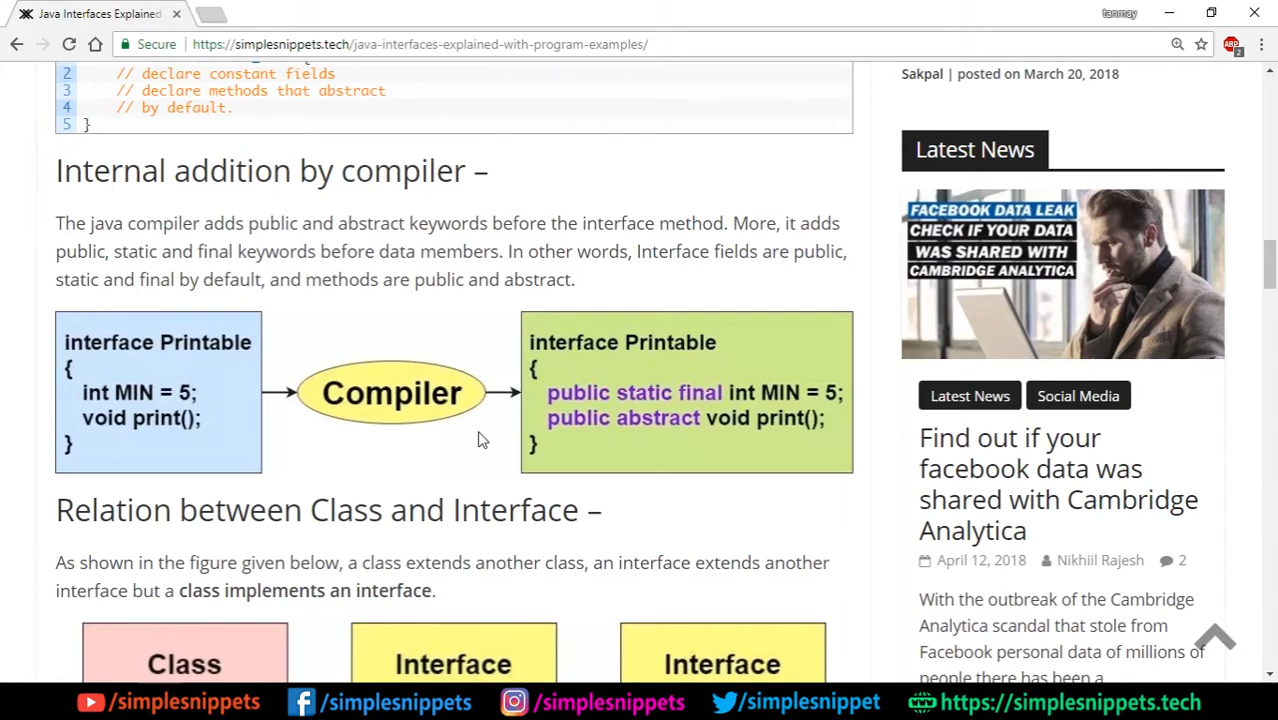 Java Interfaces Explained
tanmay
Secure
https://simplesnippets.tech/java-interfaces-explained-with-program-examples/
ABP
2
2 // declare constant fields
3 // declare methods that abstract
4 // by default.
5 }
Internal addition by compiler –
The java compiler adds public and abstract keywords before the interface method. More, it adds
public, static and final keywords before data members. In other words, Interface fields are public,
static and final by default, and methods are public and abstract.
interface Printable
{
int MIN = 5;
void print();
}
Compiler
interface Printable
{
public static final int MIN = 5;
public abstract void print();
}
Relation between Class and Interface –
As shown in the figure given below, a class extends another class, an interface extends another
interface but a class implements an interface.
Class
Interface
Interface
Sakpal | posted on March 20, 2018
Latest News
FACEBOOK DATA LEAK
CHECK IF YOUR DATA
WAS SHARED WITH
CAMBRIDGE ANALYTICA
Latest News
Social Media
Find out if your
facebook data was
shared with Cambridge
Analytica
April 12, 2018 Nikhiil Rajesh 2
With the outbreak of the Cambridge
Analytica scandal that stole from
Facebook personal data of millions of
people there has been a
/simplesnippets
/simplesnippets
/simplesnippets
/simplesnippets
https://simplesnippets.tech